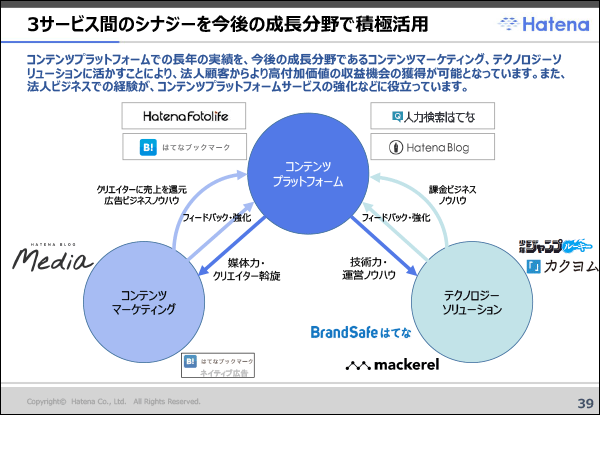 3サービス間のシナジーを今後の成長分野で積極活用
Hatena
コンテンツプラットフォームでの長年の実績を、今後の成長分野であるコンテンツマーケティング、テクノロジーソ
リューションに活かすことにより、法人顧客からより高付加価値の収益機会の獲得が可能となっています。また、
法人ビジネスでの経験が、コンテンツプラットフォームサービスの強化などに役立っています。
Hatena Fotolife
人力検索はてな
B! はてなブックマーク
Hatena Blog
コンテンツ
プラットフォーム
クリエイターに売上を還元
広告ビジネスノウハウ
課金ビジネス
ノウハウ
フィードバック・強化
フィードバック・強化
HATENA BLOG
Media
媒体力・
クリエイター斡旋
技術力・
運営ノウハウ
少年ジャンプルーキー
カクヨム
コンテンツ
マーケティング
テクノロジー
ソリューション
BrandSafe はてな
B! はてなブックマーク
ネイティブ広告
mackerel
Copyright© Hatena Co., Ltd. All Rights Reserved.
39